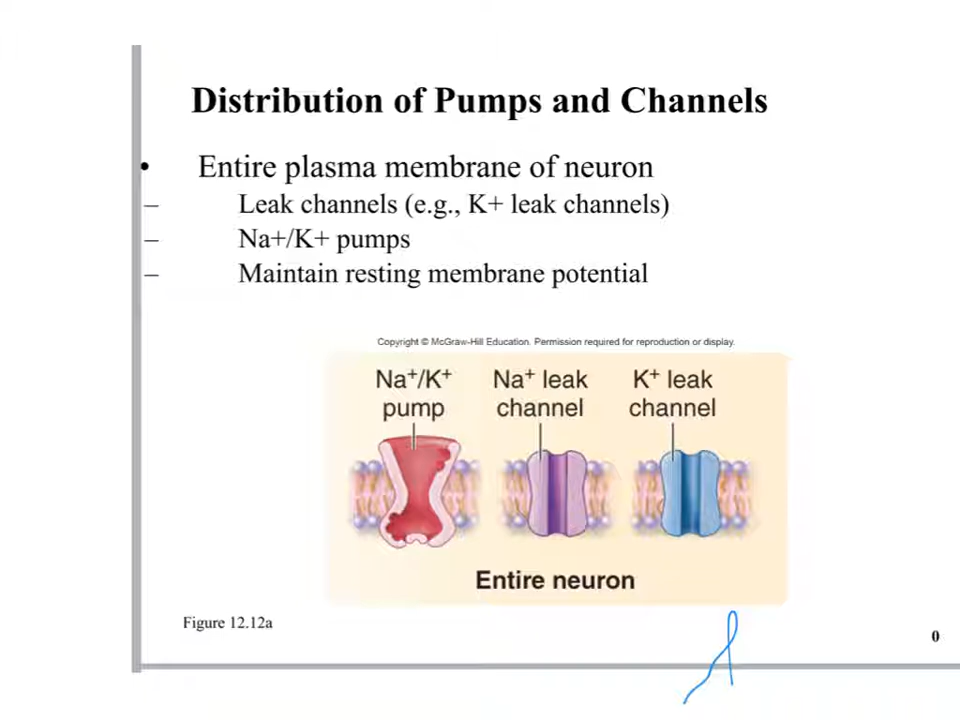 Distribution of Pumps and Channels
• Entire plasma membrane of neuron
– Leak channels (e.g., K+ leak channels)
– Na+/K+ pumps
– Maintain resting membrane potential
Copyright © McGraw-Hill Education. Permission required for reproduction or display.
Na⁺/K⁺ pump
Na⁺ leak channel
K⁺ leak channel
Entire neuron
Figure 12.12a
0